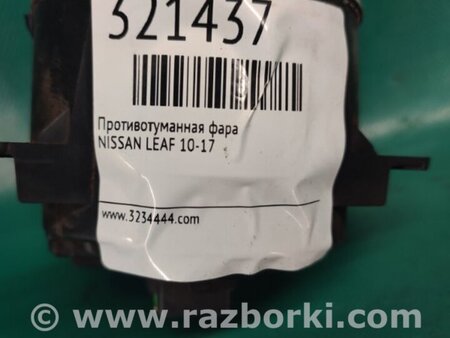 321437
Противотуманная фара
NISSAN LEAF 10-17
www.3234444.com
© www.razborki.com